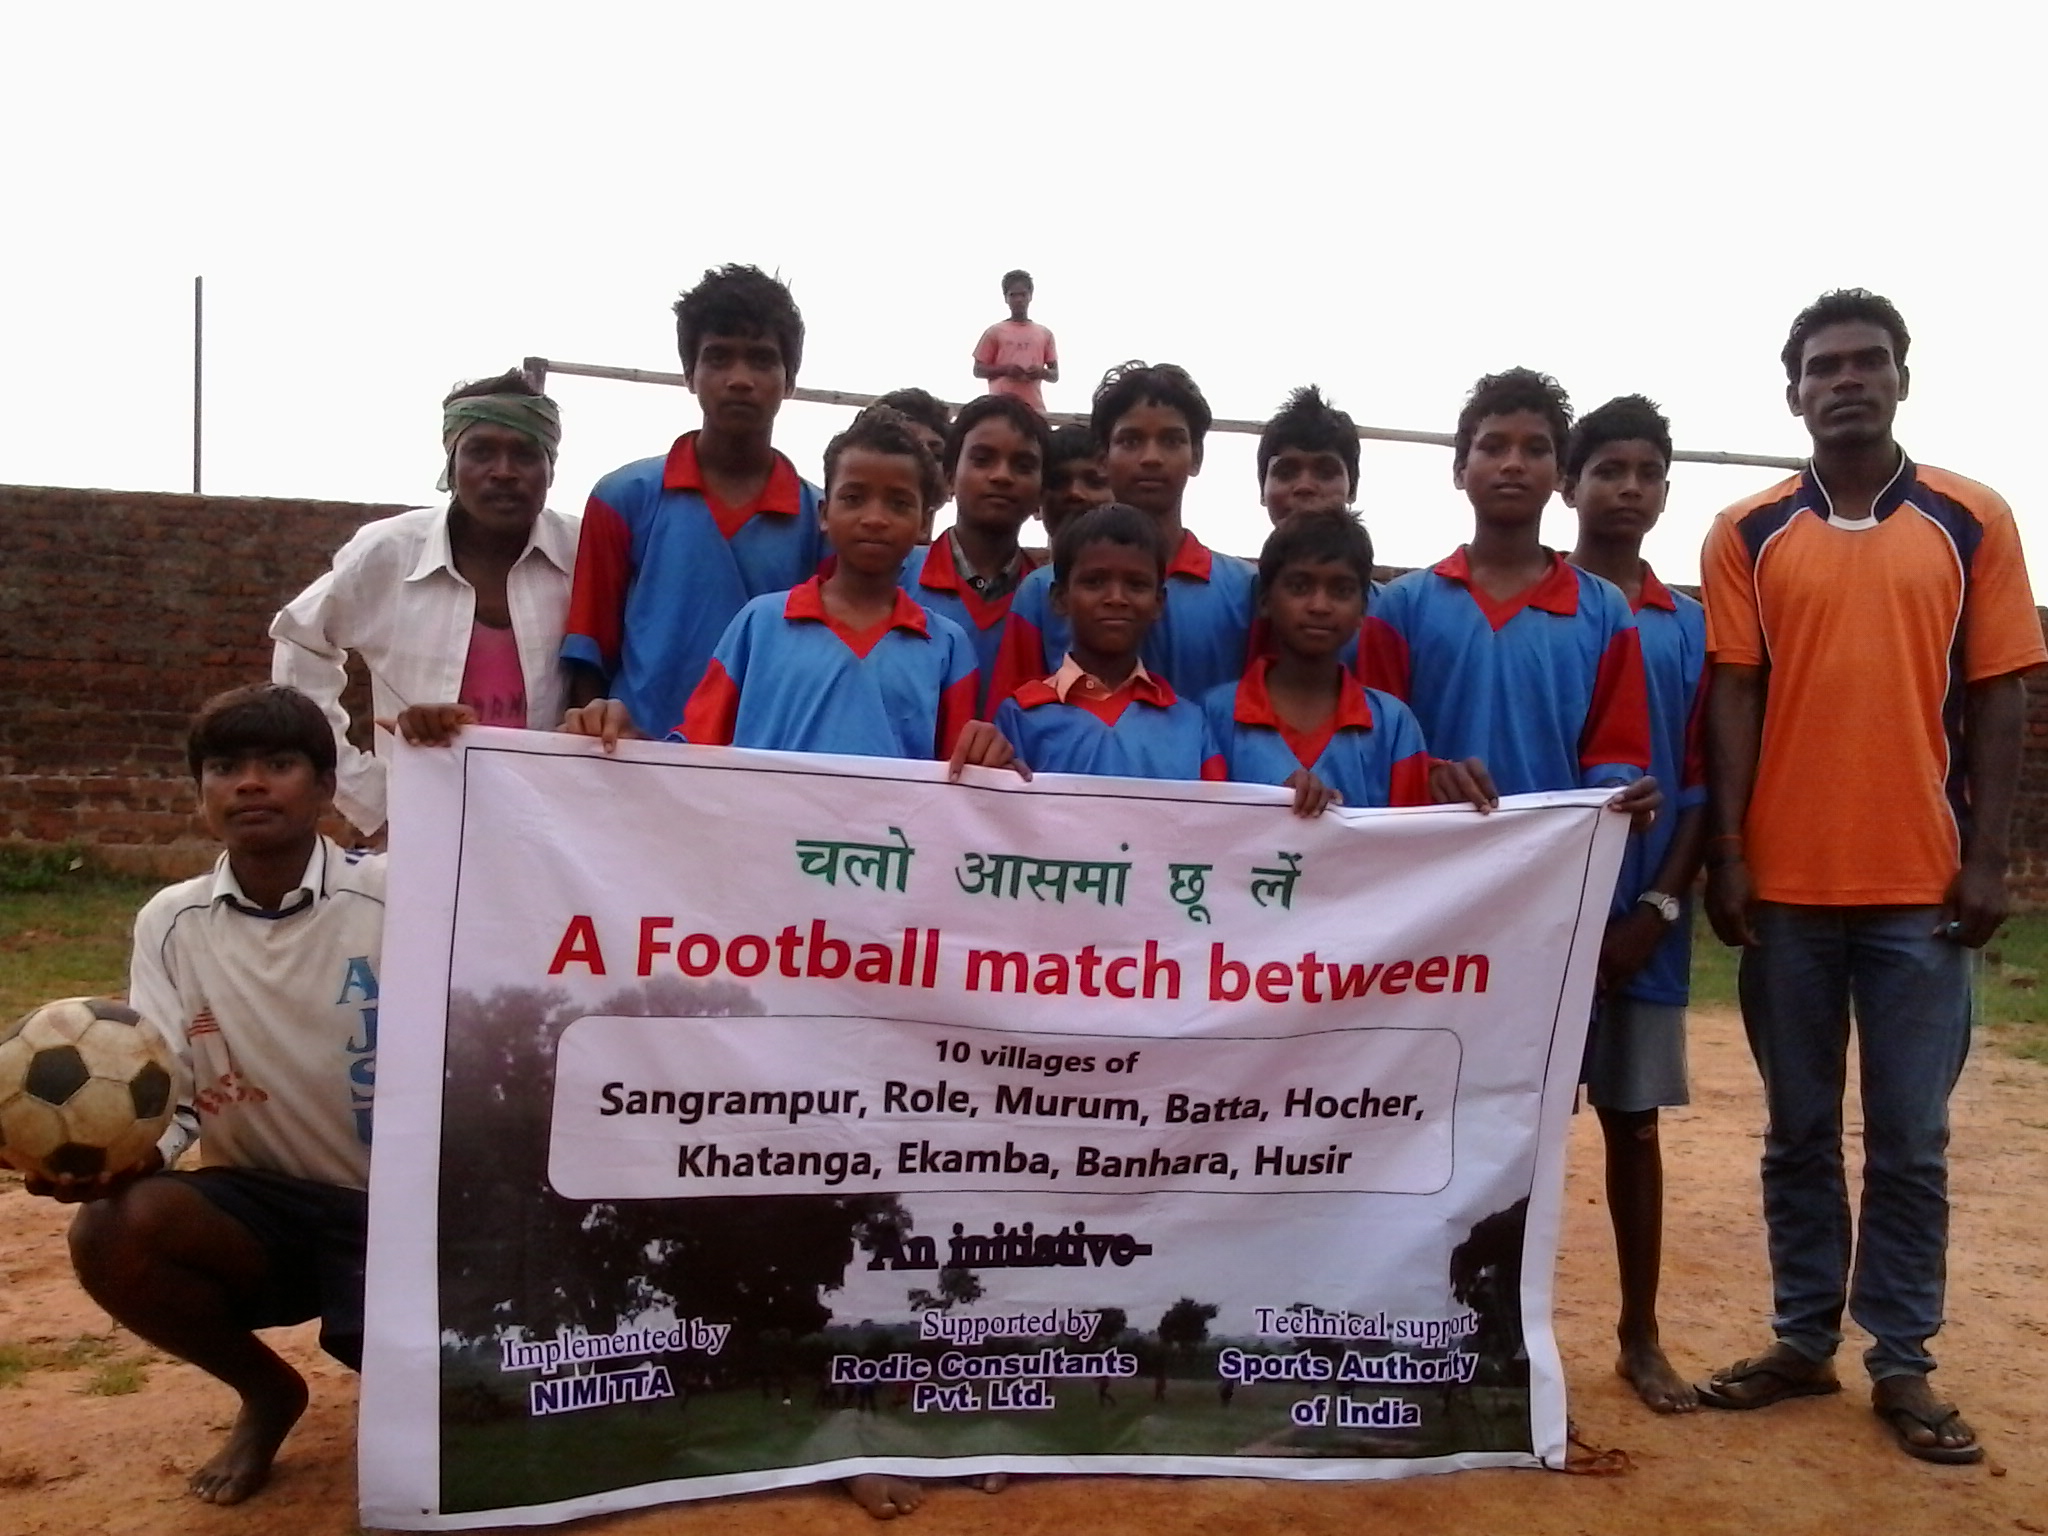 चलो आसमां छू लें
A Football match between
10 villages of
Sangrampur, Role, Murum, Batta, Hocher,
Khatanga, Ekamba, Banhara, Husir
An initiative
Implemented by
NIMITTA
Supported by
Rodic Consultants
Pvt. Ltd.
Technical support
Sports Authority
of India
AJSU